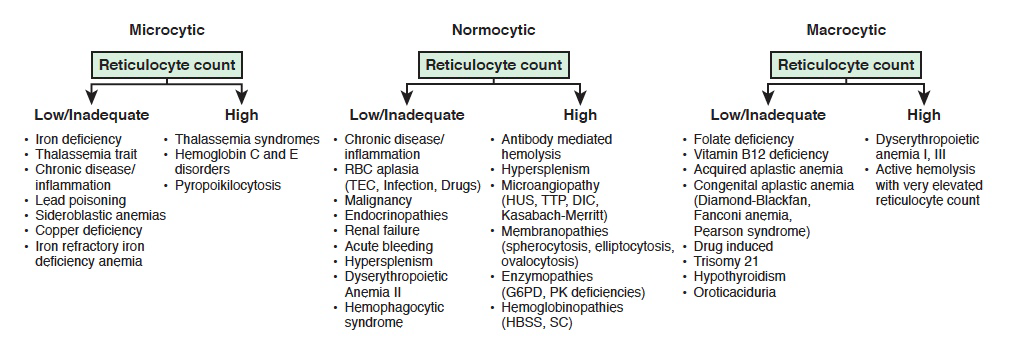 Microcytic
Reticulocyte count
Low/Inadequate
• Iron deficiency
• Thalassemia trait
• Chronic disease/
inflammation
• Lead poisoning
• Sideroblastic anemias
• Copper deficiency
• Iron refractory iron
deficiency anemia
High
• Thalassemia syndromes
• Hemoglobin C and E
disorders
• Pyropoikilocytosis
Normocytic
Reticulocyte count
Low/Inadequate
• Chronic disease/
inflammation
• RBC aplasia
(TEC, Infection, Drugs)
• Malignancy
• Endocrinopathies
• Renal failure
• Acute bleeding
• Hypersplenism
• Dyserythropoietic
Anemia II
• Hemophagocytic
syndrome
High
• Antibody mediated
hemolysis
• Hypersplenism
• Microangiopathy
(HUS, TTP, DIC,
Kasabach-Merritt)
• Membranopathies
(spherocytosis, elliptocytosis,
ovalocytosis)
• Enzymopathies
(G6PD, PK deficiencies)
• Hemoglobinopathies
(HBSS, SC)
Macrocytic
Reticulocyte count
Low/Inadequate
• Folate deficiency
• Vitamin B12 deficiency
• Acquired aplastic anemia
• Congenital aplastic anemia
(Diamond-Blackfan,
Fanconi anemia,
Pearson syndrome)
• Drug induced
• Trisomy 21
• Hypothyroidism
• Oroticaciduria
High
• Dyserythropoietic
anemia I, III
• Active hemolysis
with very elevated
reticulocyte count